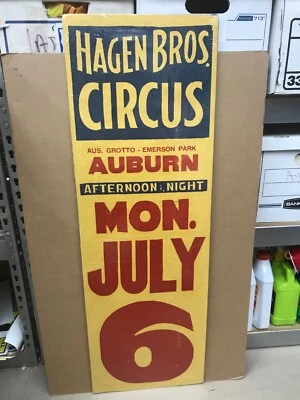 HAGEN BROS.
CIRCUS
AUS. GROTTO - EMERSON PARK
AUBURN
AFTERNOON & NIGHT
MON.
JULY
6